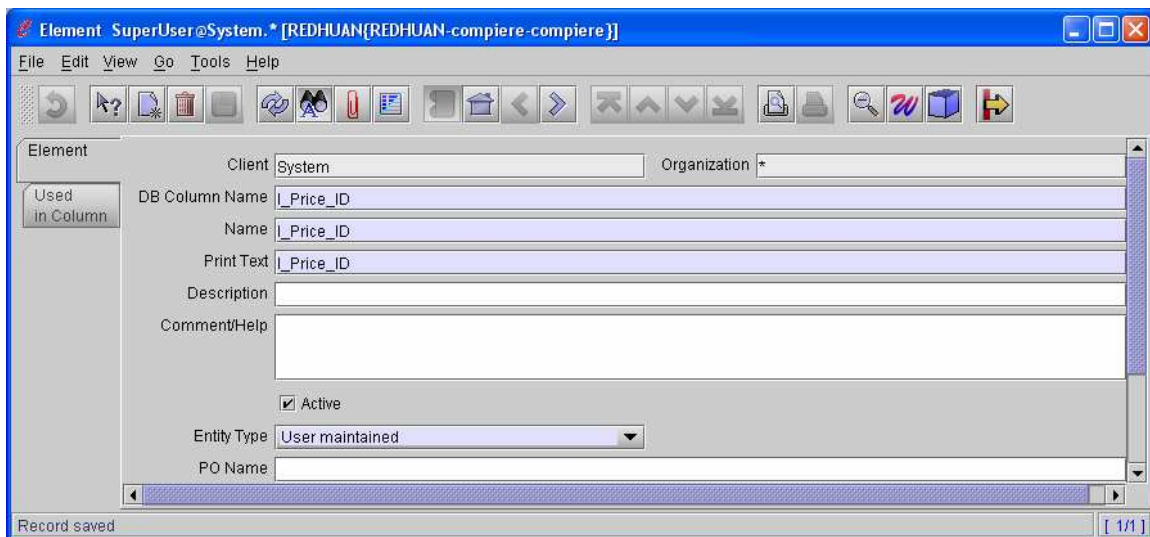 Element SuperUser@System.* [REDHUAN{REDHUAN-compiere-compiere}]
File Edit View Go Tools Help
Element
Used
in Column
Client System Organization *
DB Column Name I_Price_ID
Name I_Price_ID
Print Text I_Price_ID
Description
Comment/Help
Active
Entity Type User maintained
PO Name
Record saved [ 1/1 ]